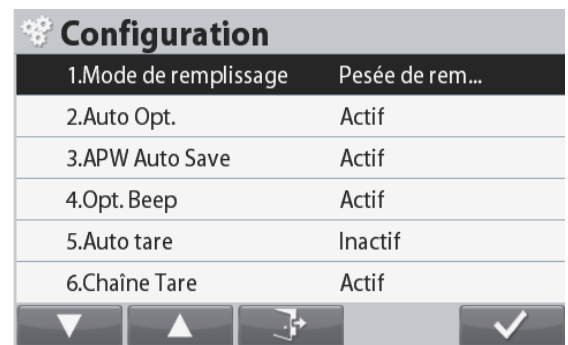 Configuration
1.Mode de remplissage Pesée de rem...
2.Auto Opt. Actif
3.APW Auto Save Actif
4.Opt. Beep Actif
5.Auto tare Inactif
6.Chaîne Tare Actif